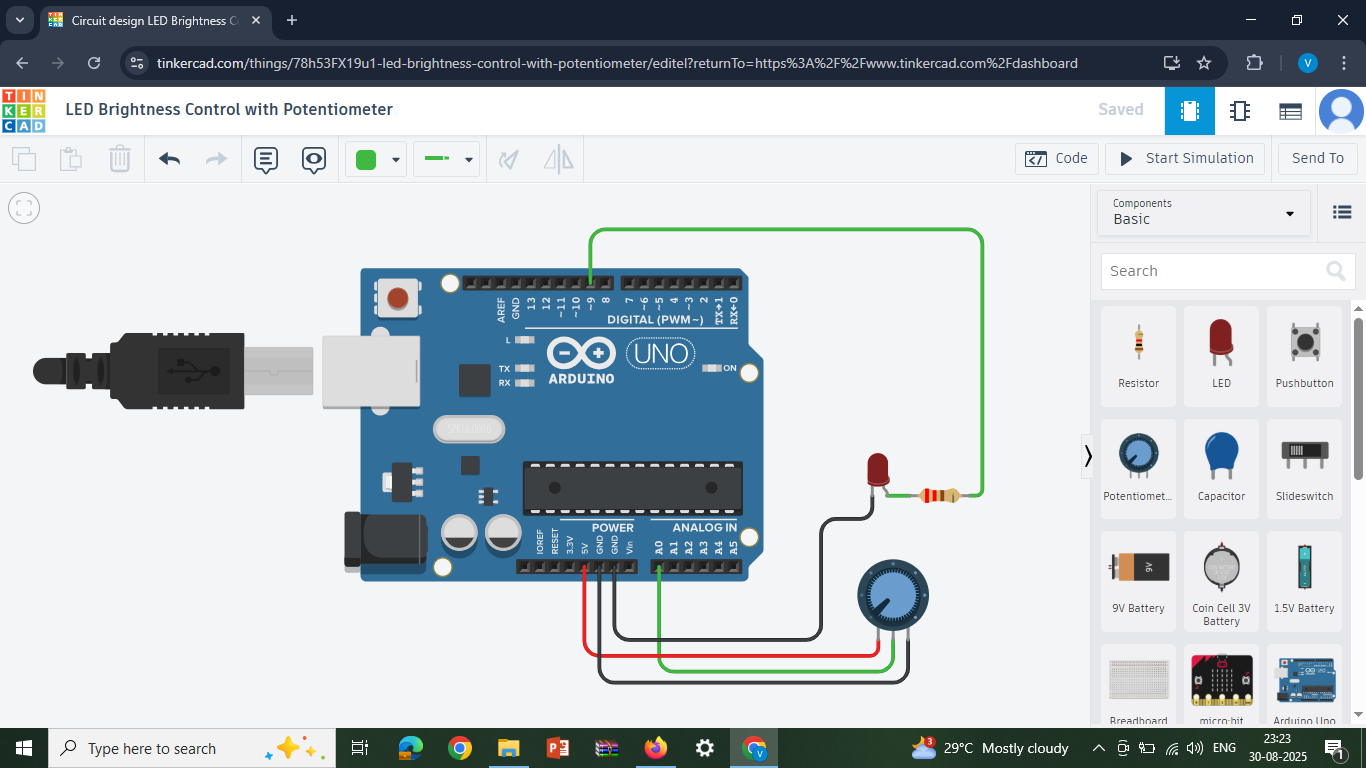 Circuit design LED Brightness C
tinkercad.com/things/78h53FX19u1-led-brightness-control-with-potentiometer/editel?returnTo=https%3A%2F%2Fwww.tinkercad.com%2Fdashboard
V
TIN
KER
CAD
LED Brightness Control with Potentiometer
Saved
Code
Start Simulation
Send To
Components
Basic
Search
Resistor
LED
Pushbutton
Potentiomet...
Capacitor
Slideswitch
9V
9V Battery
Coin Cell 3V
Battery
1.5V Battery
Breadboard
micro:bit
Arduino Uno
AREF
GND
13
12
~11
~10
~9
8
7
~6
~5
4
~3
2
TX→1
RX←0
DIGITAL (PWM~)
L
TX
RX
ARDUINO
UNO
ON
POWER
ANALOG IN
IOREF
RESET
3.3V
5V
GND
GND
Vin
A0
A1
A2
A3
A4
A5
Type here to search
V
3
29°C Mostly cloudy
ENG
23:23
30-08-2025
1